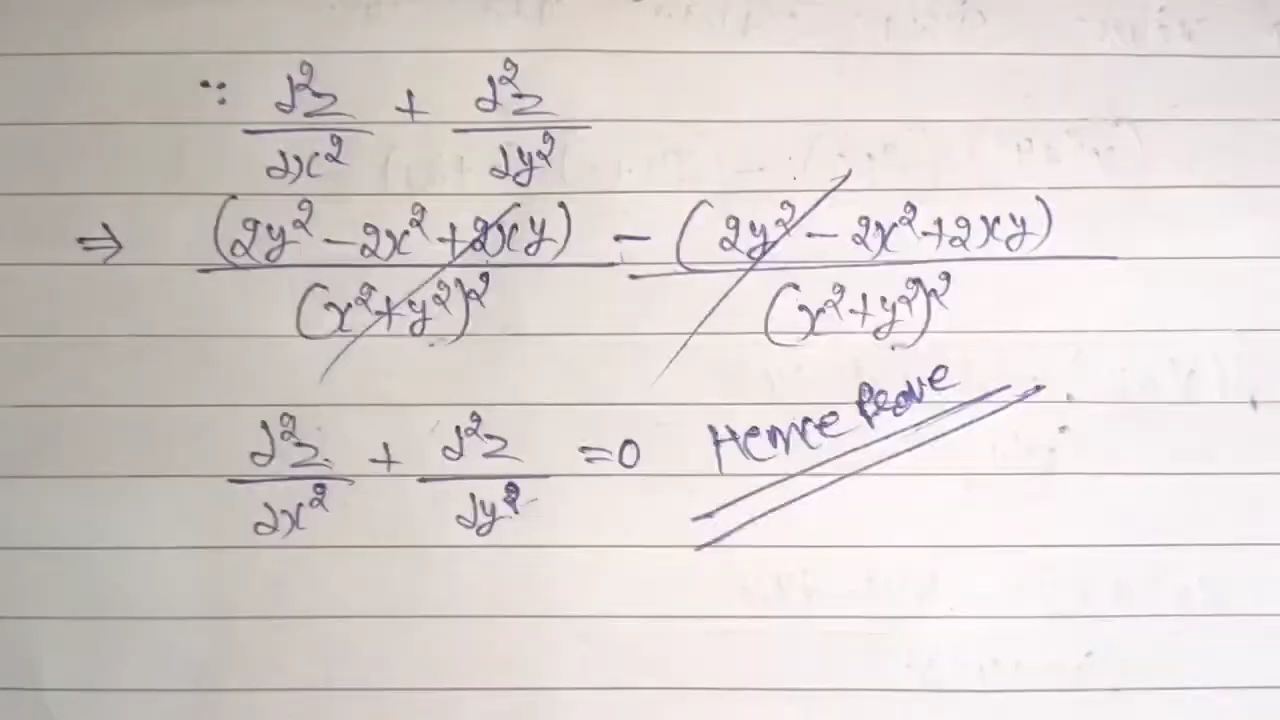 ∵ ∂²z/∂x² + ∂²z/∂y²
⇒ (2y² - 2x² + 2xy)/(x² + y²)² - (2y² - 2x² + 2xy)/(x² + y²)²
∂²z/∂x² + ∂²z/∂y² = 0 Hence Prove